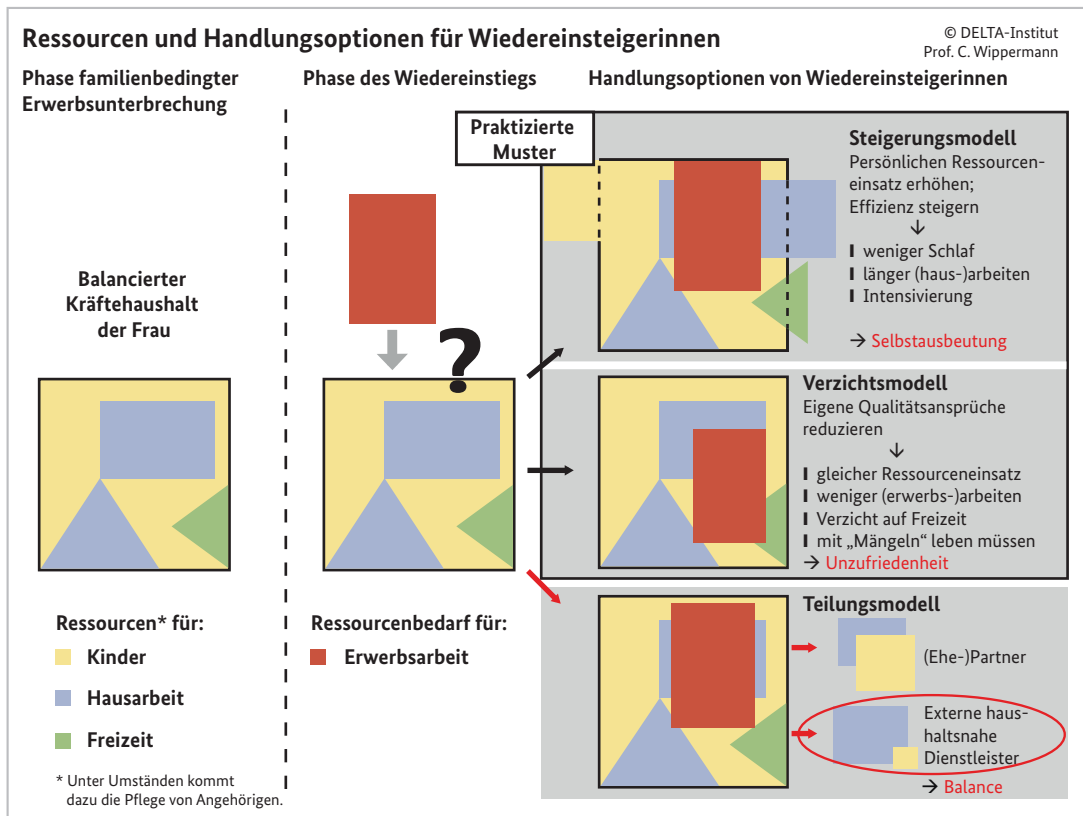 Ressourcen und Handlungsoptionen für Wiedereinsteigerinnen
© DELTA-Institut
Prof. C. Wippermann
Phase familienbedingter
Erwerbsunterbrechung
Phase des Wiedereinstiegs
Handlungsoptionen von Wiedereinsteigerinnen
Balancierter
Kräftehaushalt
der Frau
?
Praktizierte
Muster
Steigerungsmodell
Persönlichen Ressourcen-
einsatz erhöhen;
Effizienz steigern
↓
weniger Schlaf
länger (haus-)arbeiten
Intensivierung
→ Selbstausbeutung
Verzichtsmodell
Eigene Qualitätsansprüche
reduzieren
↓
gleicher Ressourceneinsatz
weniger (erwerbs-)arbeiten
Verzicht auf Freizeit
mit „Mängeln“ leben müssen
→ Unzufriedenheit
Teilungsmodell
(Ehe-)Partner
Externe haus-
haltsnahe
Dienstleister
→ Balance
Ressourcen* für:
Kinder
Hausarbeit
Freizeit
* Unter Umständen kommt
dazu die Pflege von Angehörigen.
Ressourcenbedarf für:
Erwerbsarbeit